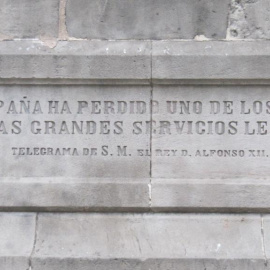 PAÑA HA PERDIDO UNO DE LOS
AS GRANDES SERVICIOS LE
TELEGRAMA DE S. M. EL REY D. ALFONSO XII.